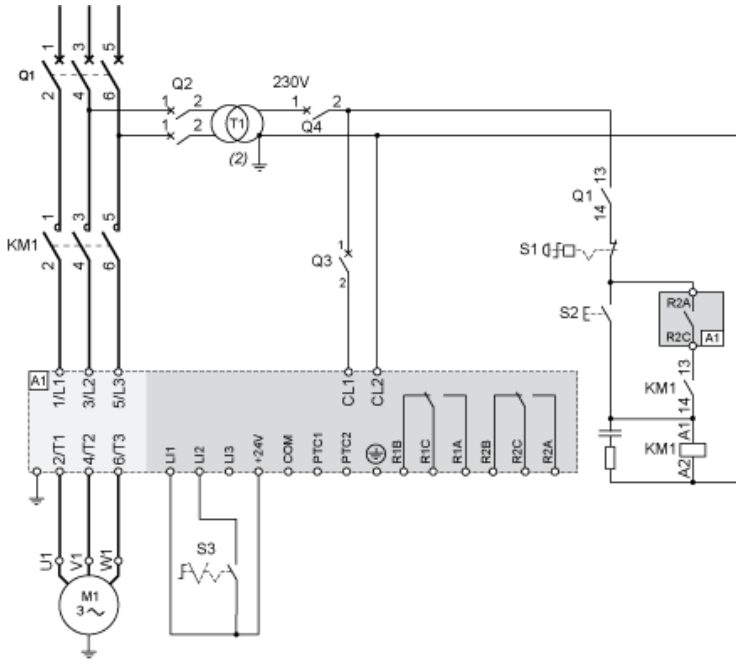 1 3 5
Q1
2 4 6
Q2
1 2
1 2
T1
(2)
230V
1 2
Q4
13
Q1
14
1 3 5
KM1
2 4 6
1
Q3
2
S1
S2
R2A
R2C A1
13
KM1
14
A1
KM1
A2
A1
1/L1 3/L2 5/L3
CL1 CL2
2/T1 4/T2 6/T3
LI1 LI2 LI3 +24V COM PTC1 PTC2 R1B R1C R1A R2B R2C R2A
S3
U1 V1 W1
M1
3